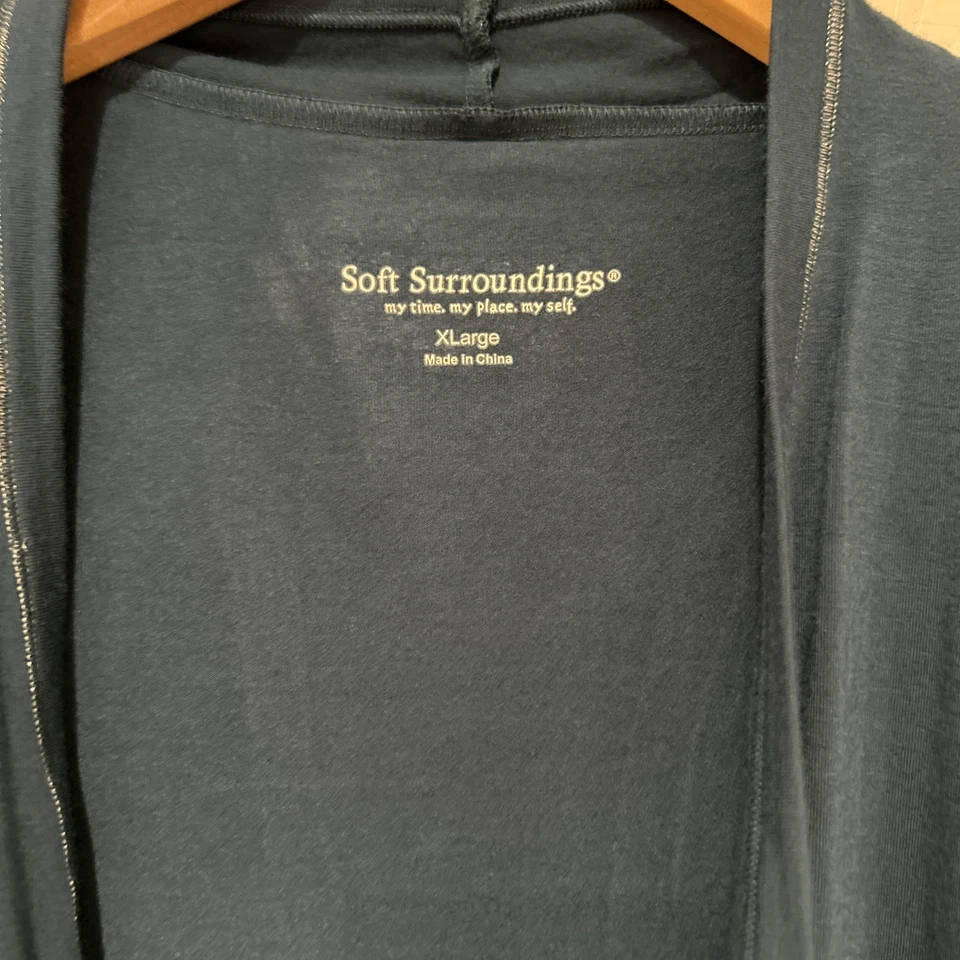 Soft Surroundings®
my time. my place. my self.
XLarge
Made in China